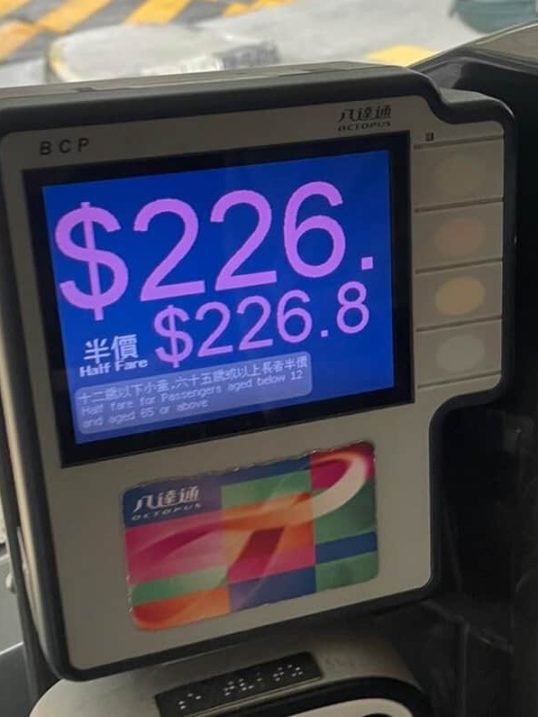 八達通
OCTOPUS
BCP
$226.
$226.8
半價
Half Fare
十二歲以下小童,六十五歲或以上長者半價
Half fare for Passengers aged below 12
and aged 65 or above
八達通
OCTOPUS